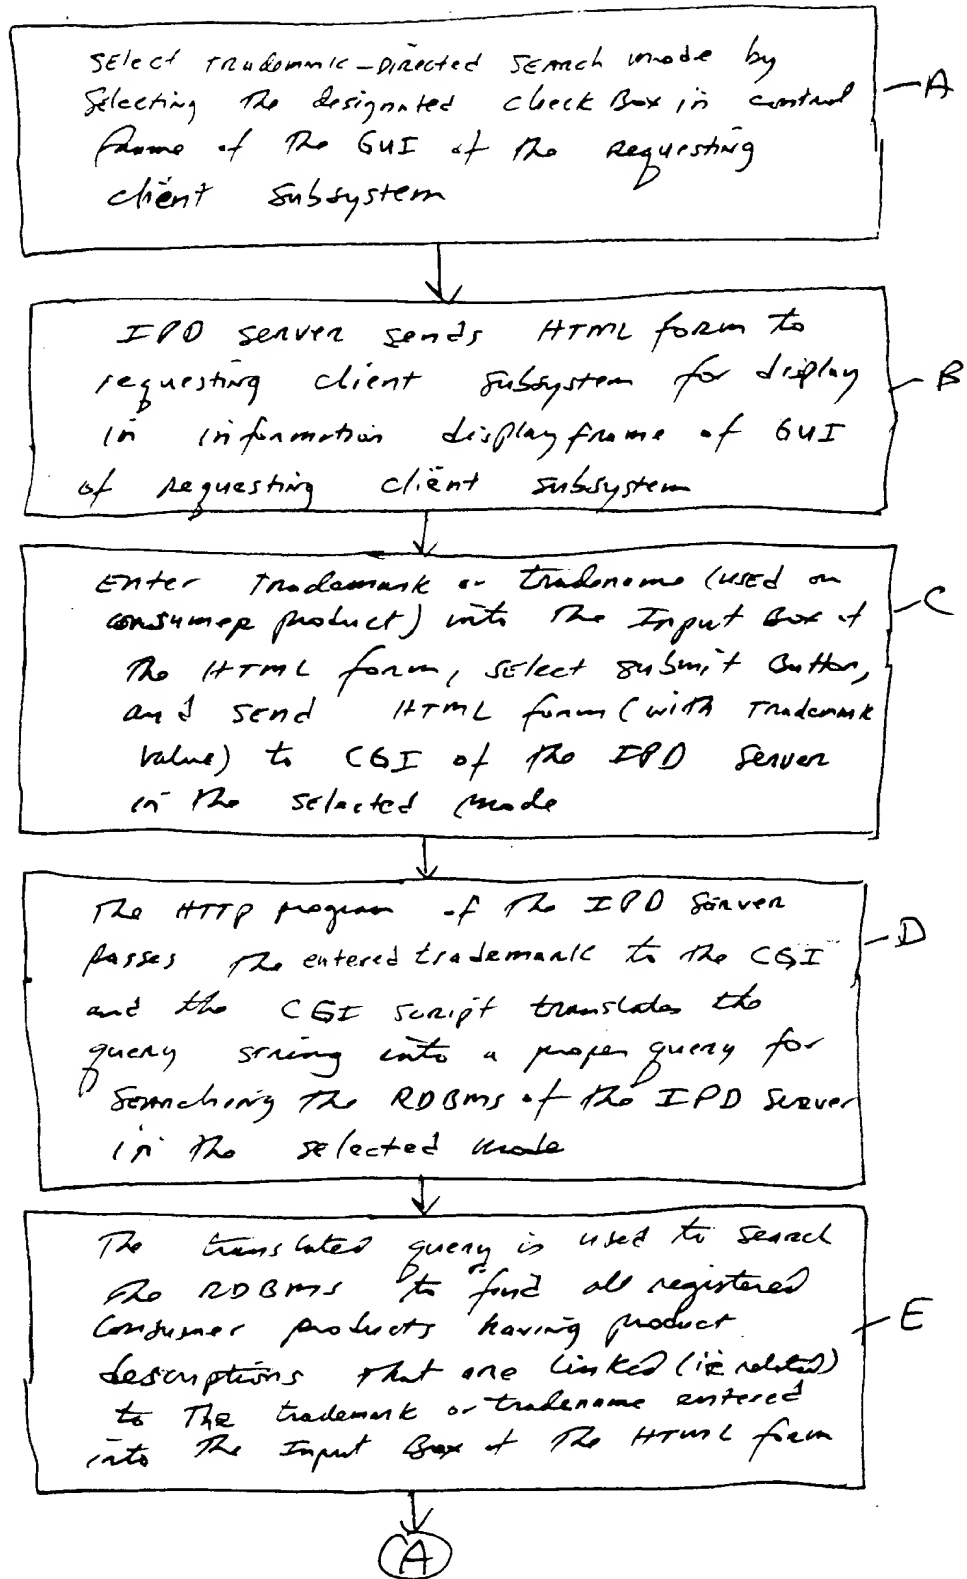 Select Trademark-Directed Search mode by
Selecting the designated check Box in control
frame of the GUI of the requesting
client subsystem
A
IPD server sends HTML form to
requesting client subsystem for display
in information display frame of GUI
of requesting client subsystem
B
Enter Trademark or tradename (used on
consumer product) into the Input Box of
the HTML form, select submit Button,
and send HTML form (with Trademark
value) to CGI of the IPD Server
in the selected mode
C
The HTTP program of the IPD Server
passes the entered trademark to the CGI
and the CGI script translates the
query string into a proper query for
searching the RDBMS of the IPD Server
in the selected mode
D
The translated query is used to search
the RDBMS to find all registered
Consumer products having product
descriptions that are linked (ie related)
to The trademark or tradename entered
into the Input Box of the HTML form
E
A